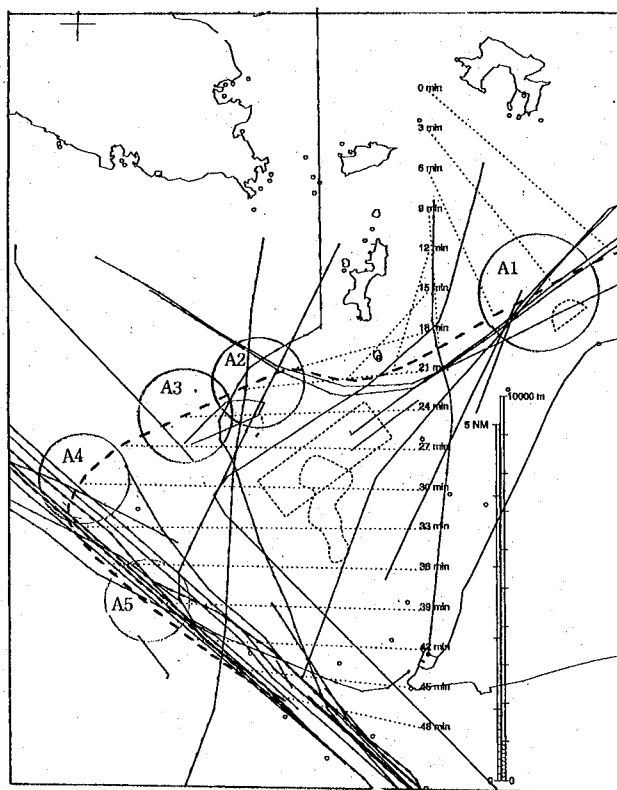 0 min
3 min
6 min
9 min
12 min
15 min
A1
18 min
A2
21 min
A3
24 min
10000 m
5 NM
27 min
A4
30 min
33 min
36 min
A5
39 min
42 min
45 min
48 min
0
0